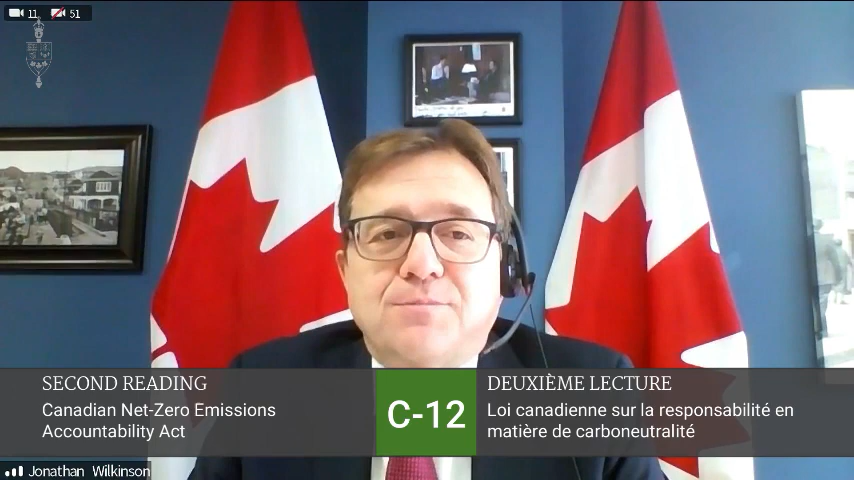 11 51
SECOND READING
Canadian Net-Zero Emissions
Accountability Act
C-12
DEUXIÈME LECTURE
Loi canadienne sur la responsabilité en
matière de carboneutralité
Jonathan Wilkinson